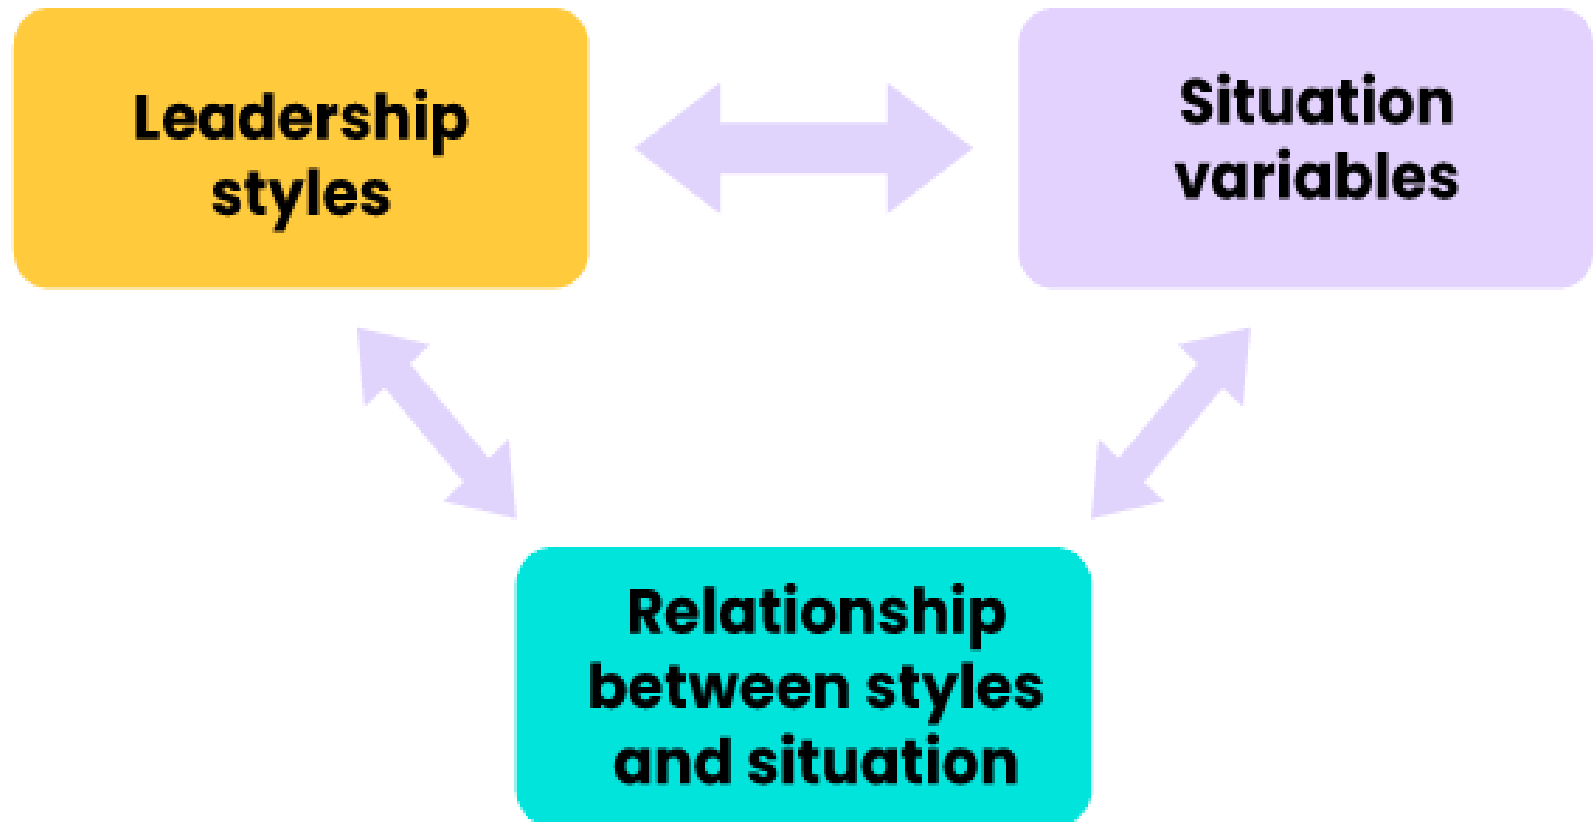 Leadership
styles
Situation
variables
Relationship
between styles
and situation